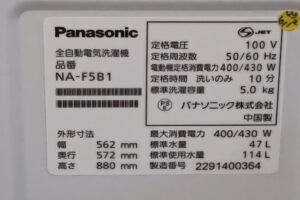 Panasonic
全自動電気洗濯機
品番
NA-F5B1
JET
定格電圧 100 V
定格周波数 50/60 Hz
電動機定格消費電力 400/430 W
定格時間 洗いのみ 10 分
標準洗濯容量 5.0 kg
PSE
パナソニック株式会社
中国製
外形寸法
幅 562 mm
奥行 572 mm
高さ 880 mm
最大消費電力 400/430 W
標準水量 47 L
標準使用水量 114 L
製造番号 2291400364